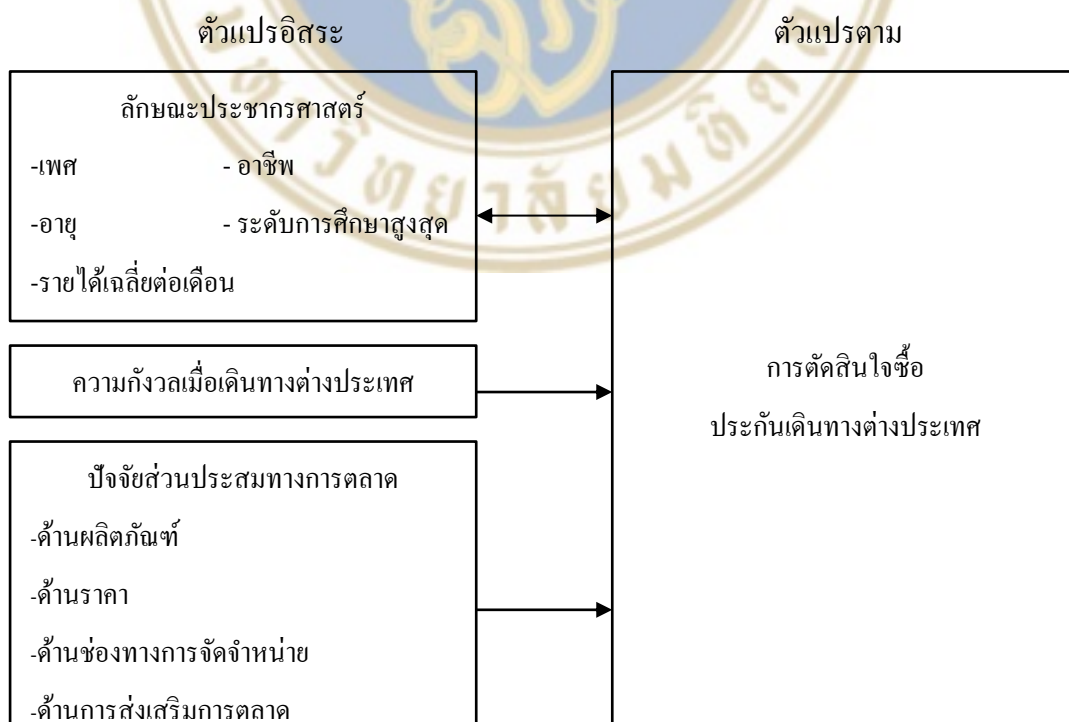 ตัวแปรอิสระ
ตัวแปรตาม
ลักษณะประชากรศาสตร์
-เพศ - อาชีพ
-อายุ - ระดับการศึกษาสูงสุด
-รายได้เฉลี่ยต่อเดือน
ความกังวลเมื่อเดินทางต่างประเทศ
ปัจจัยส่วนประสมทางการตลาด
-ด้านผลิตภัณฑ์
-ด้านราคา
-ด้านช่องทางการจัดจำหน่าย
-ด้านการส่งเสริมการตลาด
การตัดสินใจซื้อ
ประกันเดินทางต่างประเทศ
วิทยาลัยมหิดล